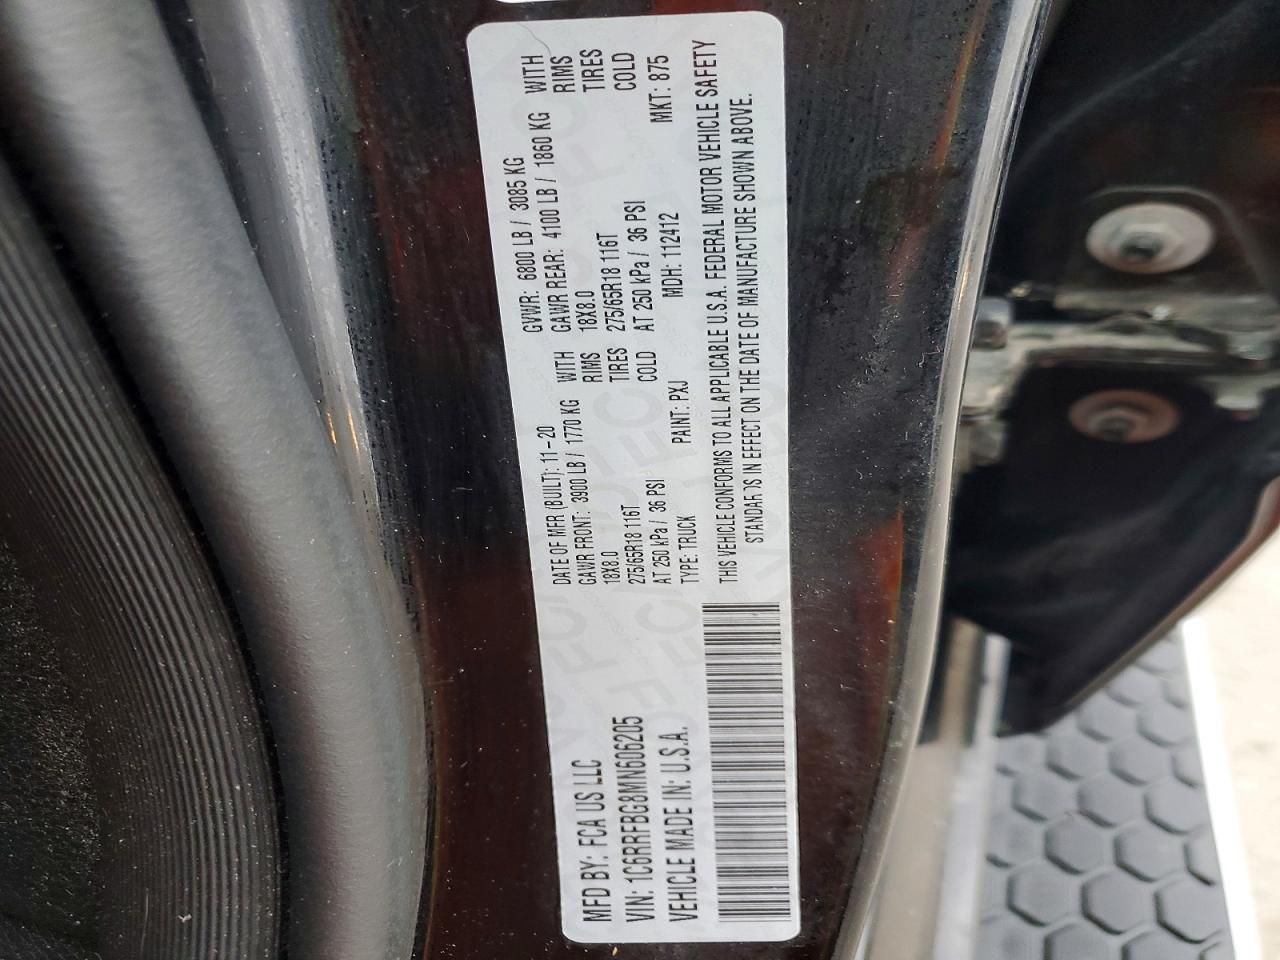 MFD BY: FCA US LLC
DATE OF MFR (BUILT): 11-20
GVWR: 6800 LB / 3085 KG
GAWR FRONT: 3900 LB / 1770 KG WITH
18X8.0 RIMS
275/65R18 116T TIRES
AT 250 kPa / 36 PSI COLD
GAWR REAR: 4100 LB / 1860 KG WITH
18X8.0 RIMS
275/65R18 116T TIRES
AT 250 kPa / 36 PSI COLD
VIN: 1C6RRFBG8MN606205
TYPE: TRUCK PAINT: PXJ MDH: 112412 MKT: 875
VEHICLE MADE IN: U.S.A.
THIS VEHICLE CONFORMS TO ALL APPLICABLE U.S.A. FEDERAL MOTOR VEHICLE SAFETY
STANDARDS IN EFFECT ON THE DATE OF MANUFACTURE SHOWN ABOVE.